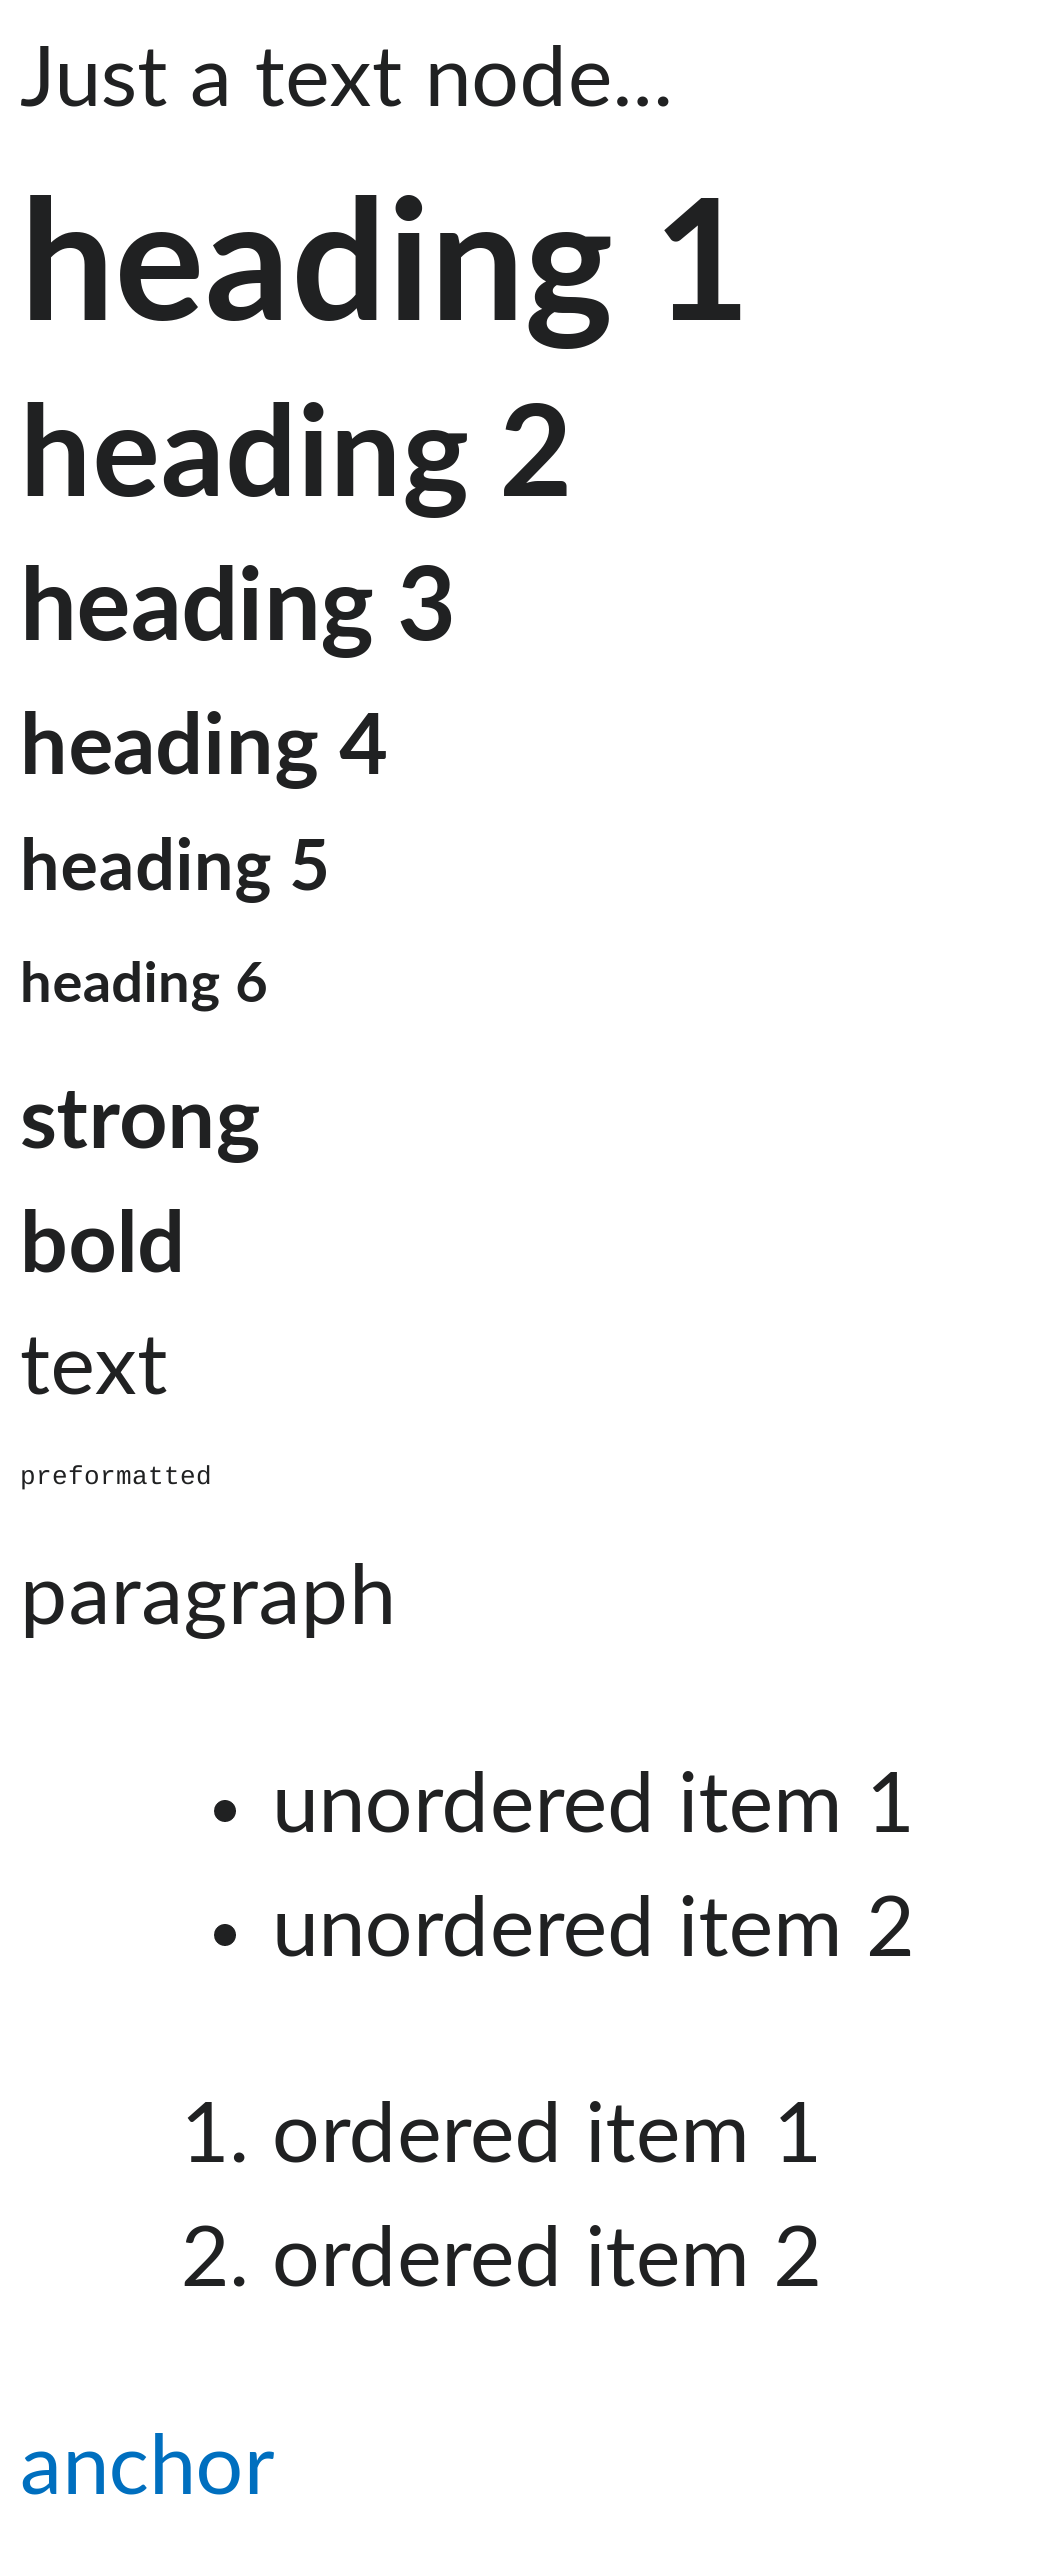 Just a text node...
heading 1
heading 2
heading 3
heading 4
heading 5
heading 6
strong
bold
text
preformatted
paragraph
• unordered item 1
• unordered item 2
1. ordered item 1
2. ordered item 2
anchor